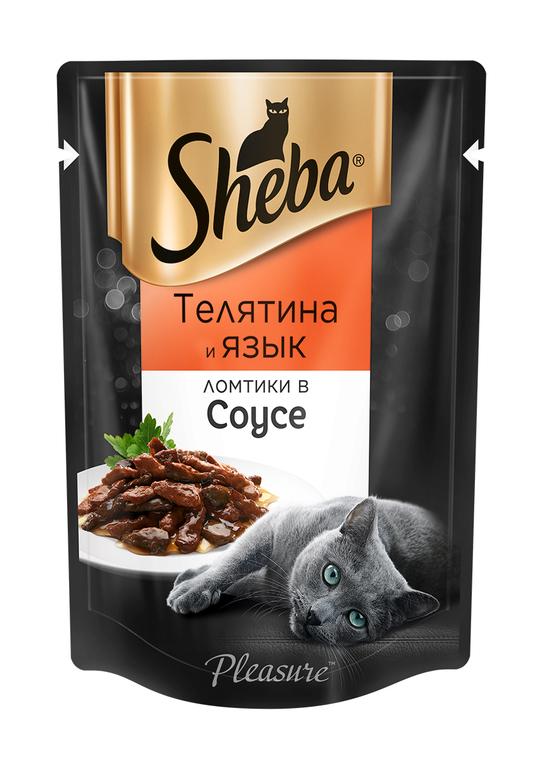 Sheba®
Телятина
и язык
ломтики в
Соусе
Pleasure™